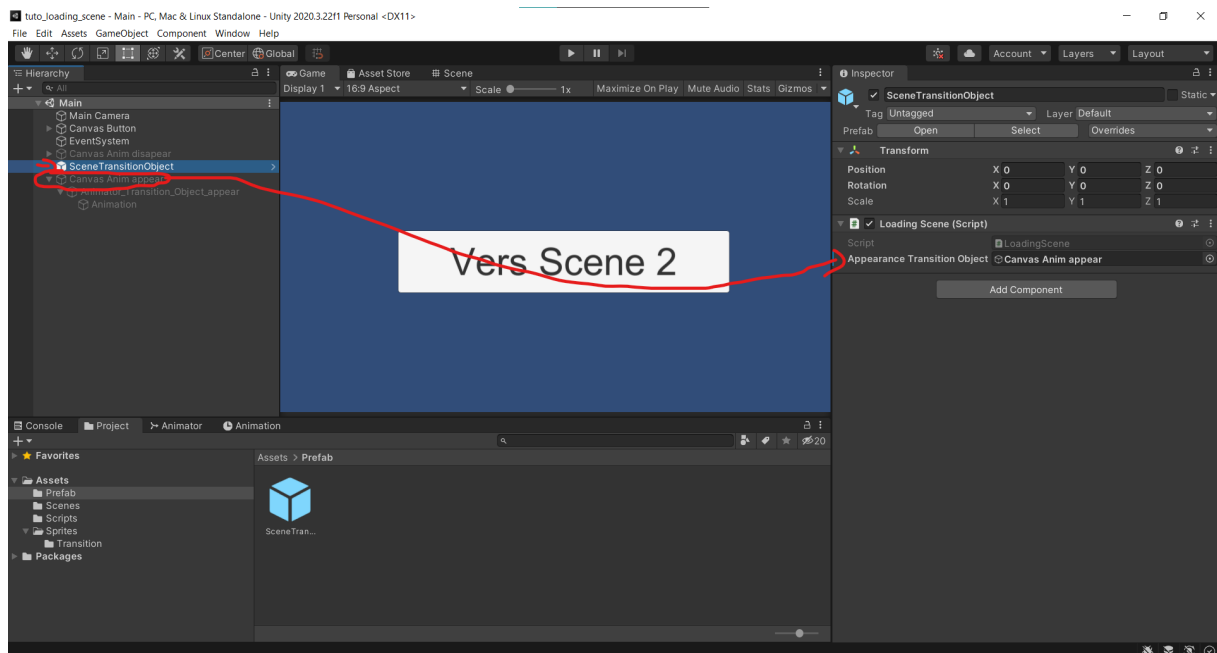 tuto_loading_scene - Main - PC, Mac & Linux Standalone - Unity 2020.3.22f1 Personal <DX11>
File Edit Assets GameObject Component Window Help
Center Global Account Layers Layout
Hierarchy
All
Main
Main Camera
Canvas Button
EventSystem
Canvas Anim disapear
SceneTransitionObject
Canvas Anim appear
Animator_Transition_Object_appear
Animation
Game Asset Store Scene
Display 1 16:9 Aspect Scale 1x Maximize On Play Mute Audio Stats Gizmos
Vers Scene 2
Inspector
SceneTransitionObject Static
Tag Untagged Layer Default
Prefab Open Select Overrides
Transform
Position X 0 Y 0 Z 0
Rotation X 0 Y 0 Z 0
Scale X 1 Y 1 Z 1
Loading Scene (Script)
Script LoadingScene
Appearance Transition Object Canvas Anim appear
Add Component
Console Project Animator Animation
20
Favorites
Assets
Prefab
Scenes
Scripts
Sprites
Transition
Packages
Assets > Prefab
SceneTran...